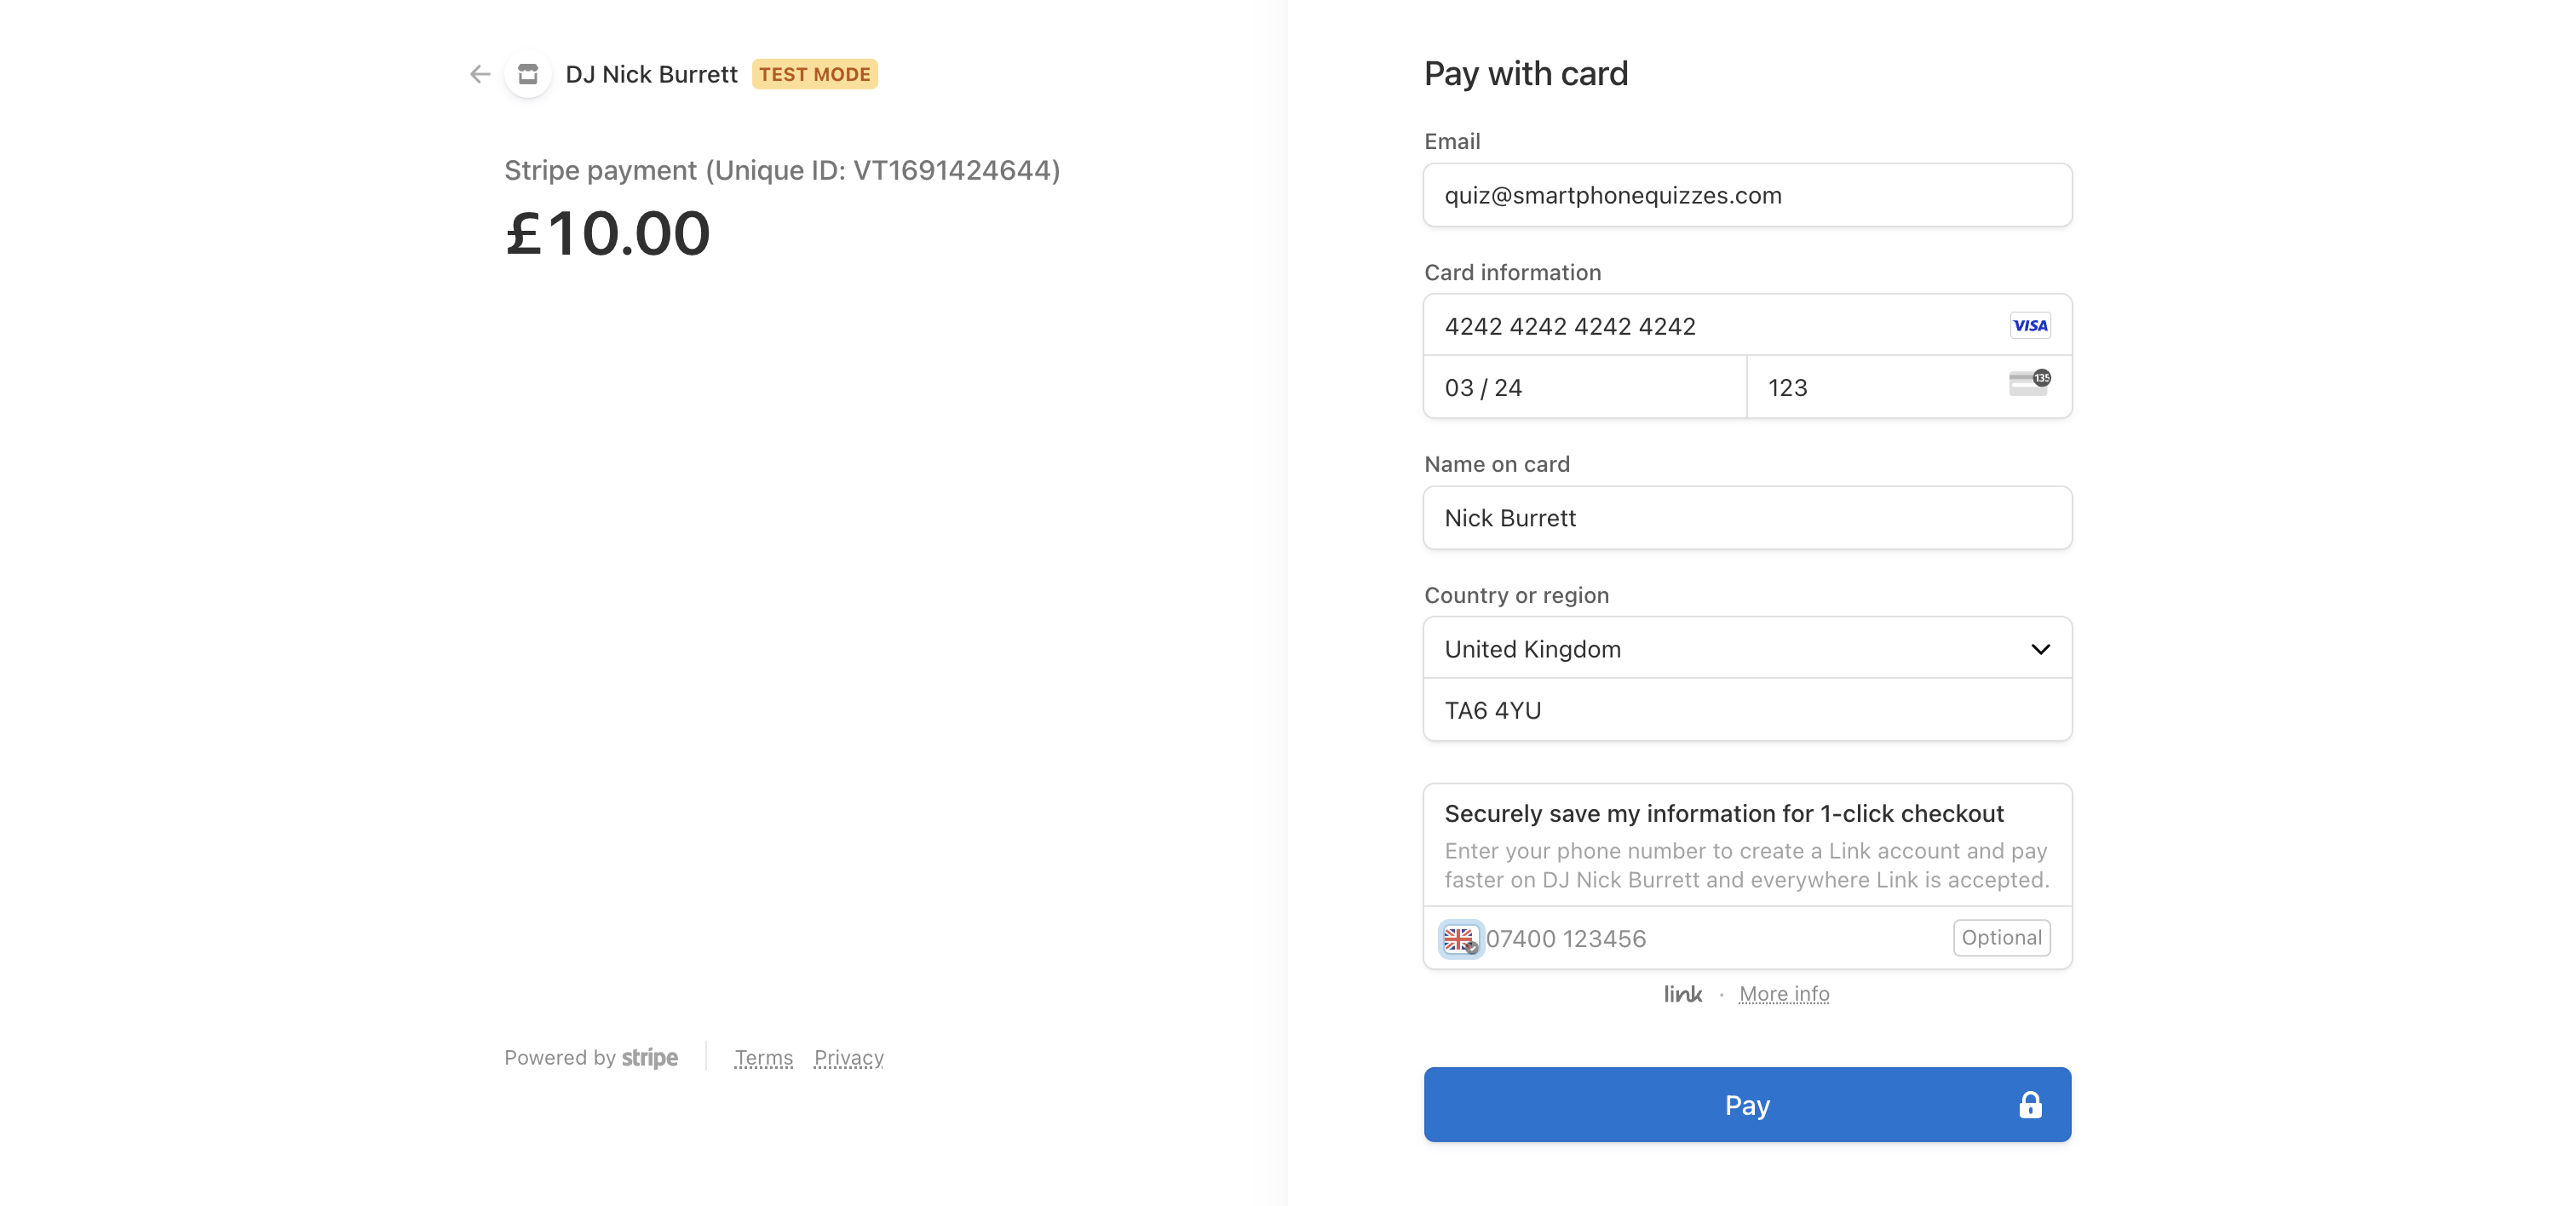 DJ Nick Burrett TEST MODE
Stripe payment (Unique ID: VT1691424644)
£10.00
Powered by stripe Terms Privacy
Pay with card
Email
quiz@smartphonequizzes.com
Card information
4242 4242 4242 4242 VISA
03 / 24 123 135
Name on card
Nick Burrett
Country or region
United Kingdom
TA6 4YU
Securely save my information for 1-click checkout
Enter your phone number to create a Link account and pay
faster on DJ Nick Burrett and everywhere Link is accepted.
07400 123456 Optional
link · More info
Pay